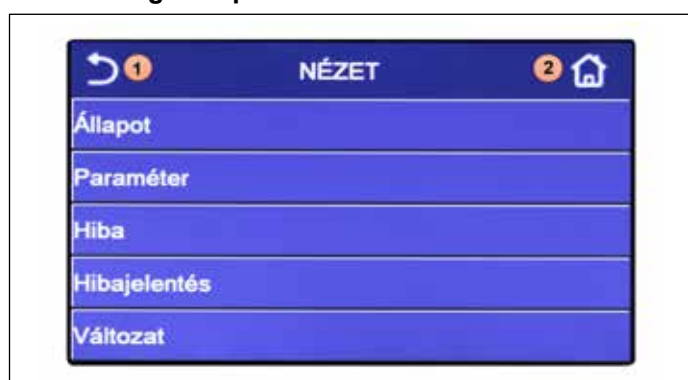 1 NÉZET 2
Állapot
Paraméter
Hiba
Hibajelentés
Változat